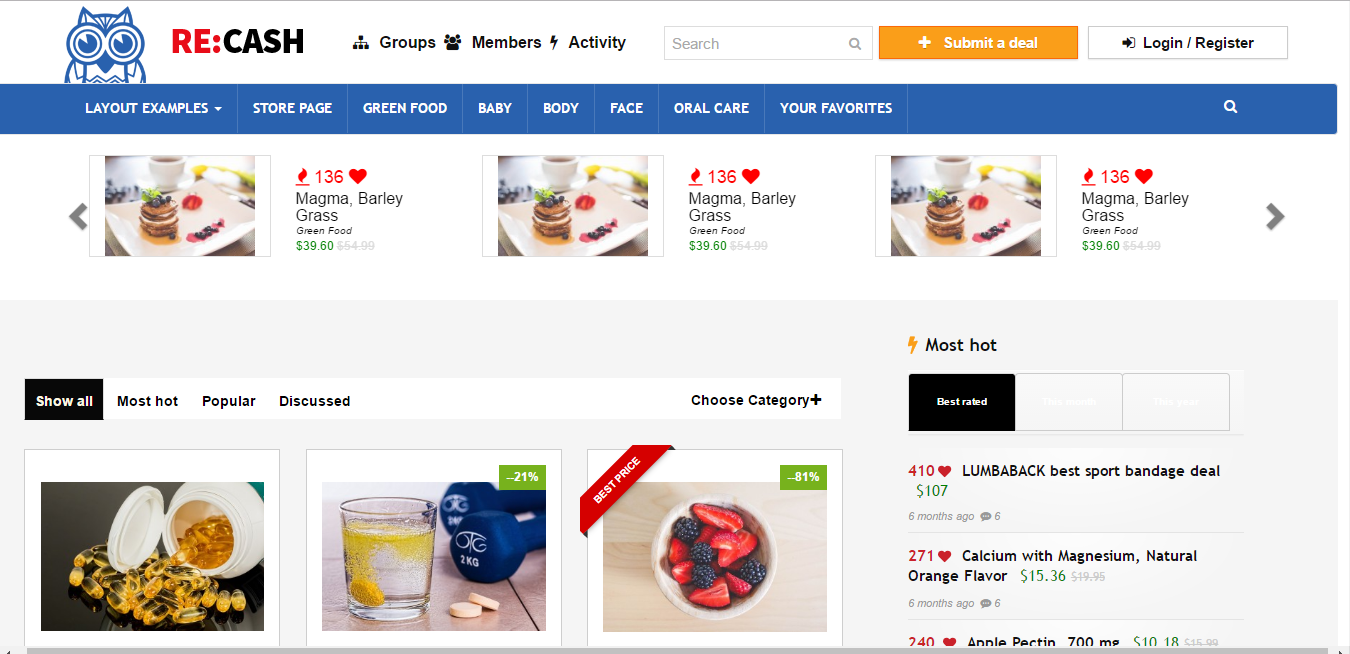 RE:CASH
Groups Members Activity
Search
Submit a deal
Login / Register
LAYOUT EXAMPLES STORE PAGE GREEN FOOD BABY BODY FACE ORAL CARE YOUR FAVORITES
136
Magma, Barley
Grass
Green Food
$39.60 $54.99
136
Magma, Barley
Grass
Green Food
$39.60 $54.99
136
Magma, Barley
Grass
Green Food
$39.60 $54.99
Show all Most hot Popular Discussed
Choose Category
--21%
2 KG
BEST PRICE
--81%
Most hot
Best rated This month This year
410 LUMBABACK best sport bandage deal
$107
6 months ago 6
271 Calcium with Magnesium, Natural
Orange Flavor $15.36 $19.95
6 months ago 6
240 Apple Pectin, 700 mg $10.18 $15.99